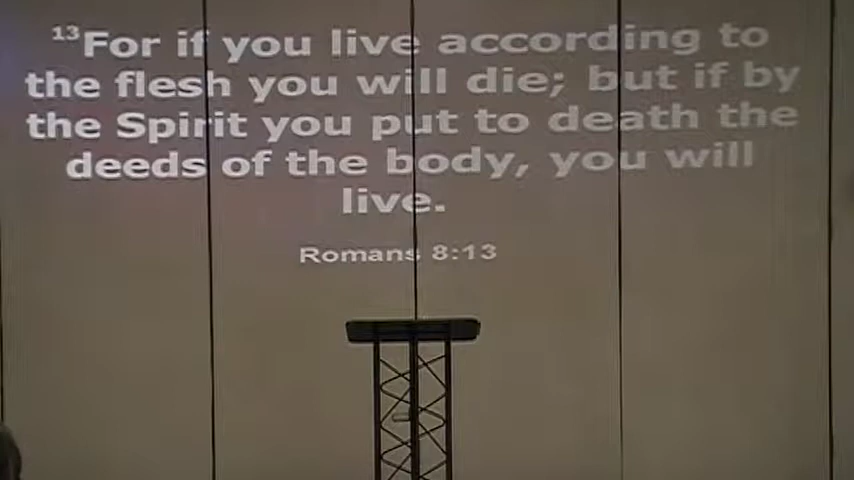 13For if you live according to
the flesh you will die; but if by
the Spirit you put to death the
deeds of the body, you will
live.
Romans 8:13